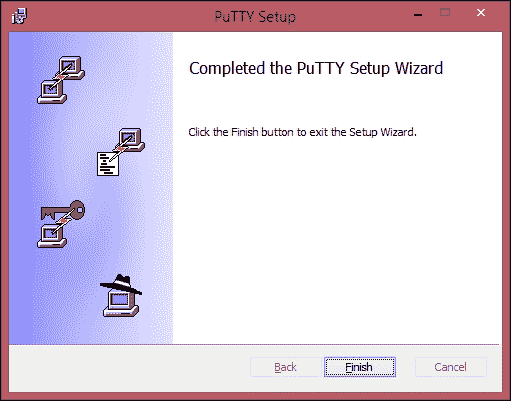 PuTTY Setup
Completed the PuTTY Setup Wizard
Click the Finish button to exit the Setup Wizard.
Back
Finish
Cancel